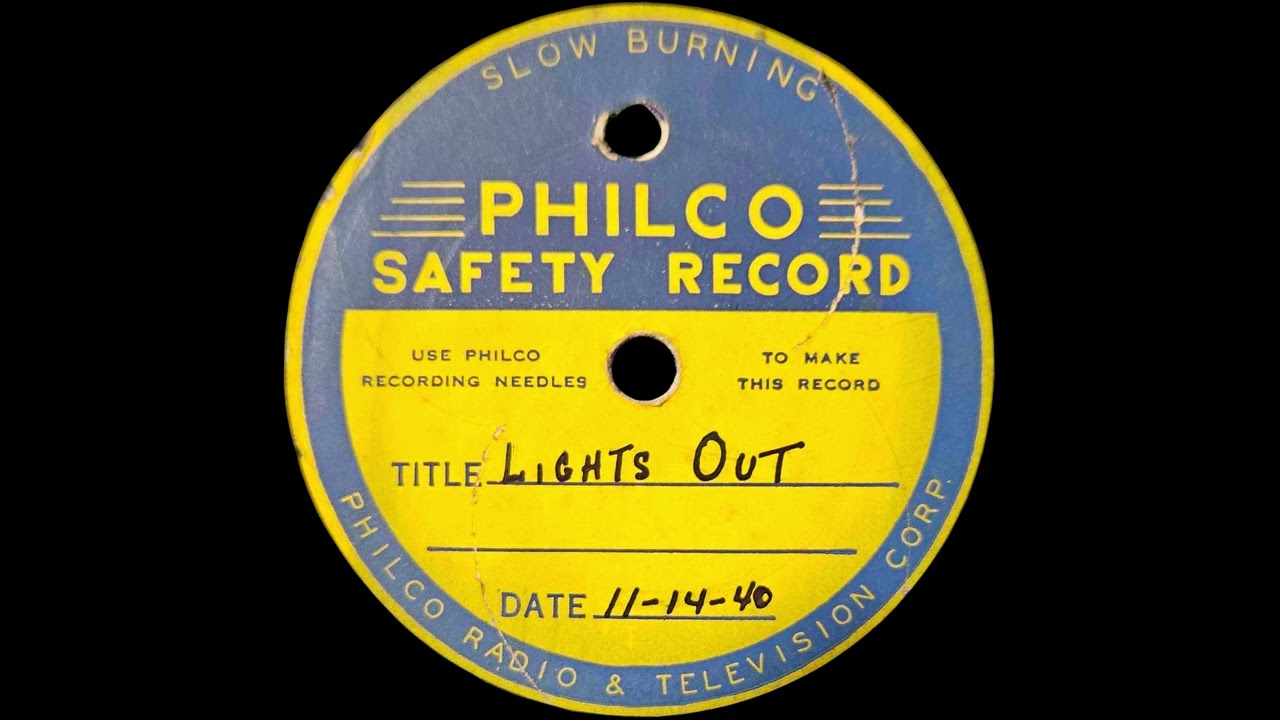 SLOW BURNING
PHILCO
SAFETY RECORD
USE PHILCO
RECORDING NEEDLES
TO MAKE
THIS RECORD
TITLE LIGHTS OUT
DATE 11-14-40
PHILCO RADIO & TELEVISION CORP.